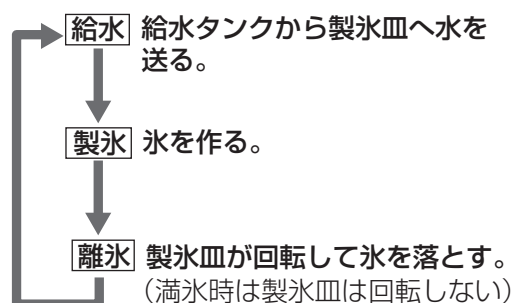 給水 給水タンクから製氷皿へ水を
送る。
製氷 氷を作る。
離氷 製氷皿が回転して氷を落とす。
（満氷時は製氷皿は回転しない）